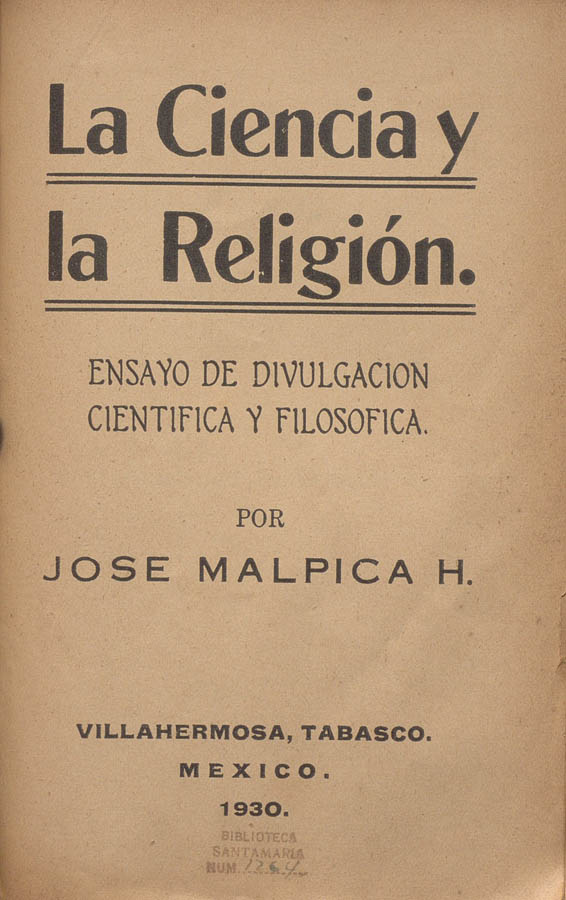 La Ciencia y
la Religión.
ENSAYO DE DIVULGACION
CIENTIFICA Y FILOSOFICA.
POR
JOSE MALPICA H.
VILLAHERMOSA, TABASCO.
MEXICO.
1930.
BIBLIOTECA
SANTAMARIA
NUM. 1264